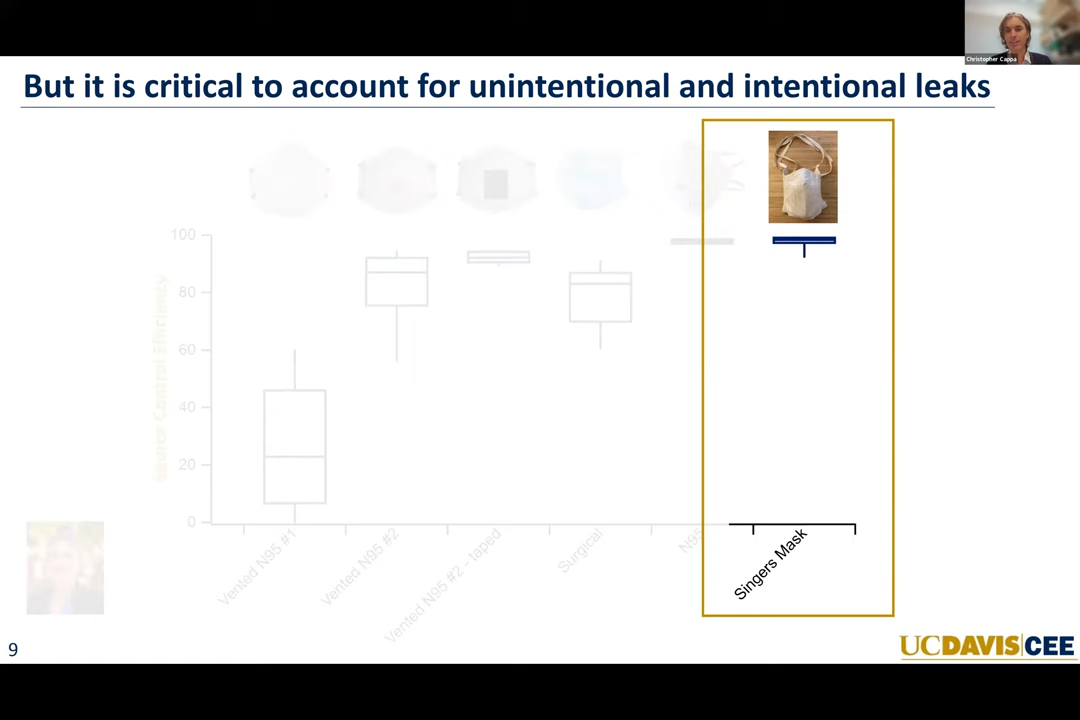 Christopher Cappa
But it is critical to account for unintentional and intentional leaks
Source Control Efficiency
100
80
60
40
20
0
Vented N95 #1
Vented N95 #2
Vented N95 #2 - taped
Surgical
N95
Singers Mask
9
UCDAVIS|CEE